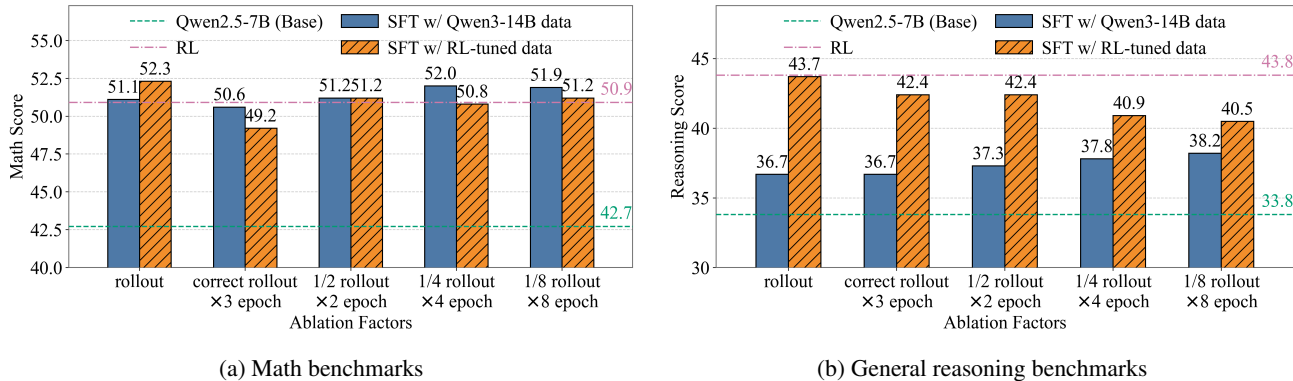 Qwen2.5-7B (Base)
RL
SFT w/ Qwen3-14B data
SFT w/ RL-tuned data
Math Score
55.0
52.5
50.0
47.5
45.0
42.5
40.0
51.1 52.3
50.6 49.2
51.2 51.2
52.0 50.8
51.9 51.2
50.9
42.7
rollout
correct rollout
×3 epoch
1/2 rollout
×2 epoch
1/4 rollout
×4 epoch
1/8 rollout
×8 epoch
Ablation Factors
(a) Math benchmarks
Qwen2.5-7B (Base)
RL
SFT w/ Qwen3-14B data
SFT w/ RL-tuned data
Reasoning Score
45
40
35
30
36.7 43.7
36.7 42.4
37.3 42.4
37.8 40.9
38.2 40.5
43.8
33.8
rollout
correct rollout
×3 epoch
1/2 rollout
×2 epoch
1/4 rollout
×4 epoch
1/8 rollout
×8 epoch
Ablation Factors
(b) General reasoning benchmarks